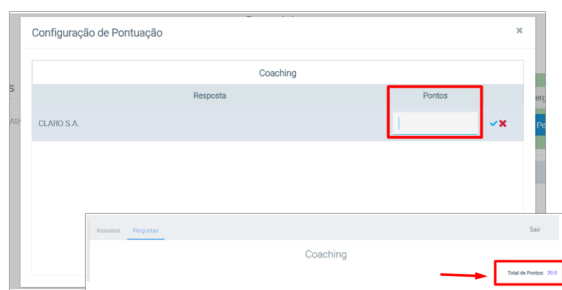 Configuração de Pontuação
×
Coaching
Resposta Pontos
CLARO S.A.
Assuntos Perguntas Sair
Coaching
Total de Pontos: 20.0